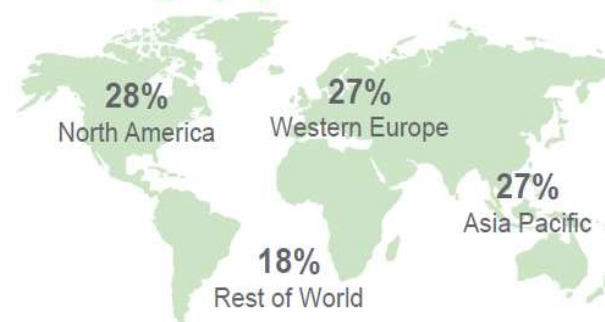 28%
North America
27%
Western Europe
27%
Asia Pacific
18%
Rest of World